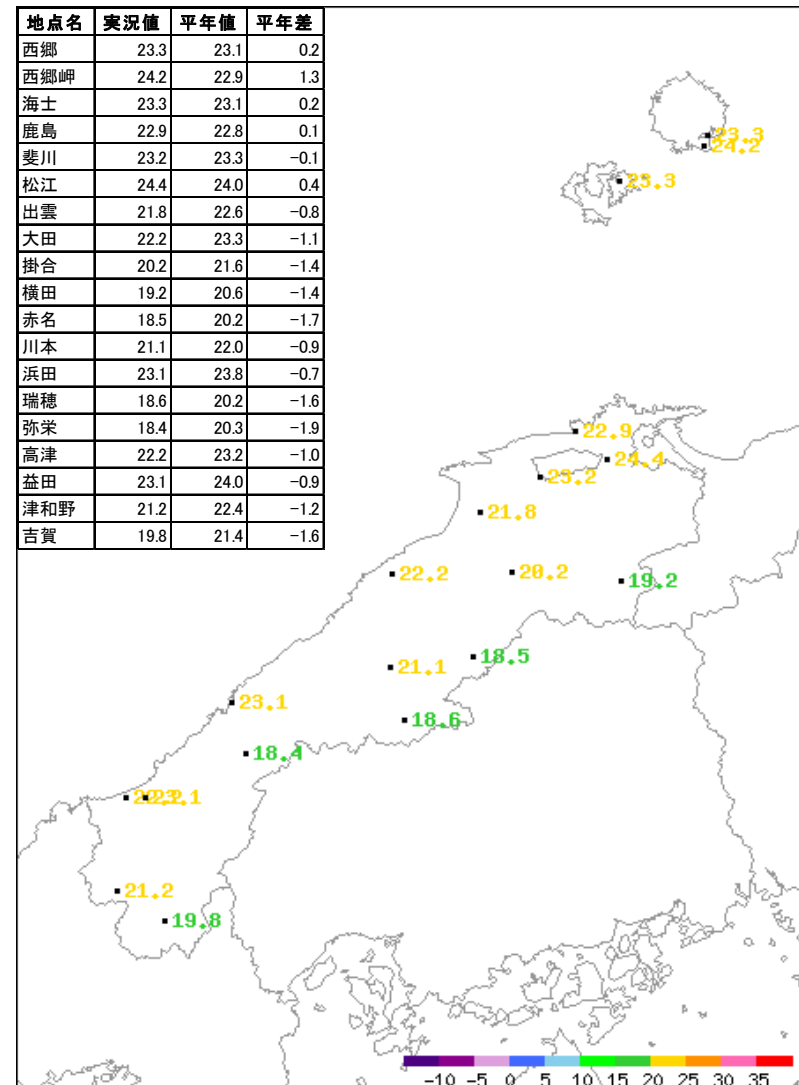 地点名 実況値 平年値 平年差
西郷 23.3 23.1 0.2
西郷岬 24.2 22.9 1.3
海士 23.3 23.1 0.2
鹿島 22.9 22.8 0.1
斐川 23.2 23.3 −0.1
松江 24.4 24.0 0.4
出雲 21.8 22.6 −0.8
大田 22.2 23.3 −1.1
掛合 20.2 21.6 −1.4
横田 19.2 20.6 −1.4
赤名 18.5 20.2 −1.7
川本 21.1 22.0 −0.9
浜田 23.1 23.8 −0.7
瑞穂 18.6 20.2 −1.6
弥栄 18.4 20.3 −1.9
高津 22.2 23.2 −1.0
益田 23.1 24.0 −0.9
津和野 21.2 22.4 −1.2
吉賀 19.8 21.4 −1.6
23.3
24.2
23.3
22.9
24.4
23.2
21.8
22.2 20.2
19.2
18.5
21.1
18.6
23.1
18.4
22.2 23.1
21.2
19.8
−10 −5 0 5 10 15 20 25 30 35